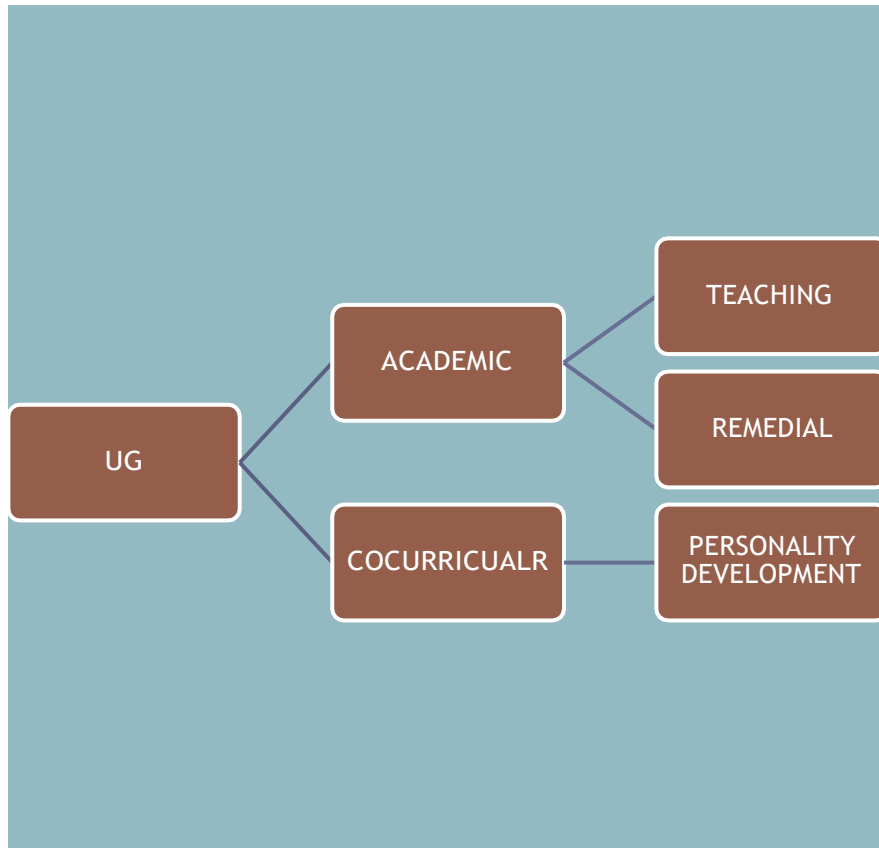 UG
ACADEMIC
TEACHING
REMEDIAL
COCURRICUALR
PERSONALITY
DEVELOPMENT